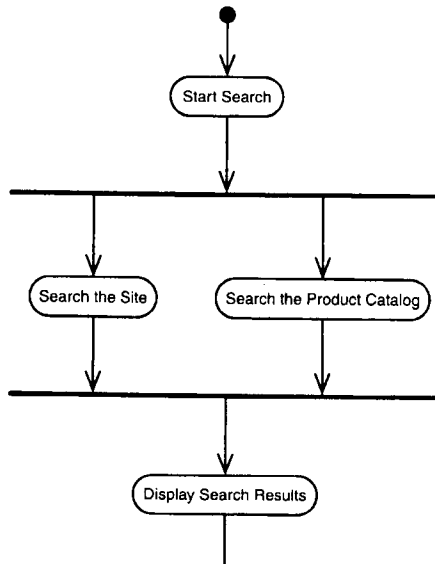 Start Search
Search the Site
Search the Product Catalog
Display Search Results